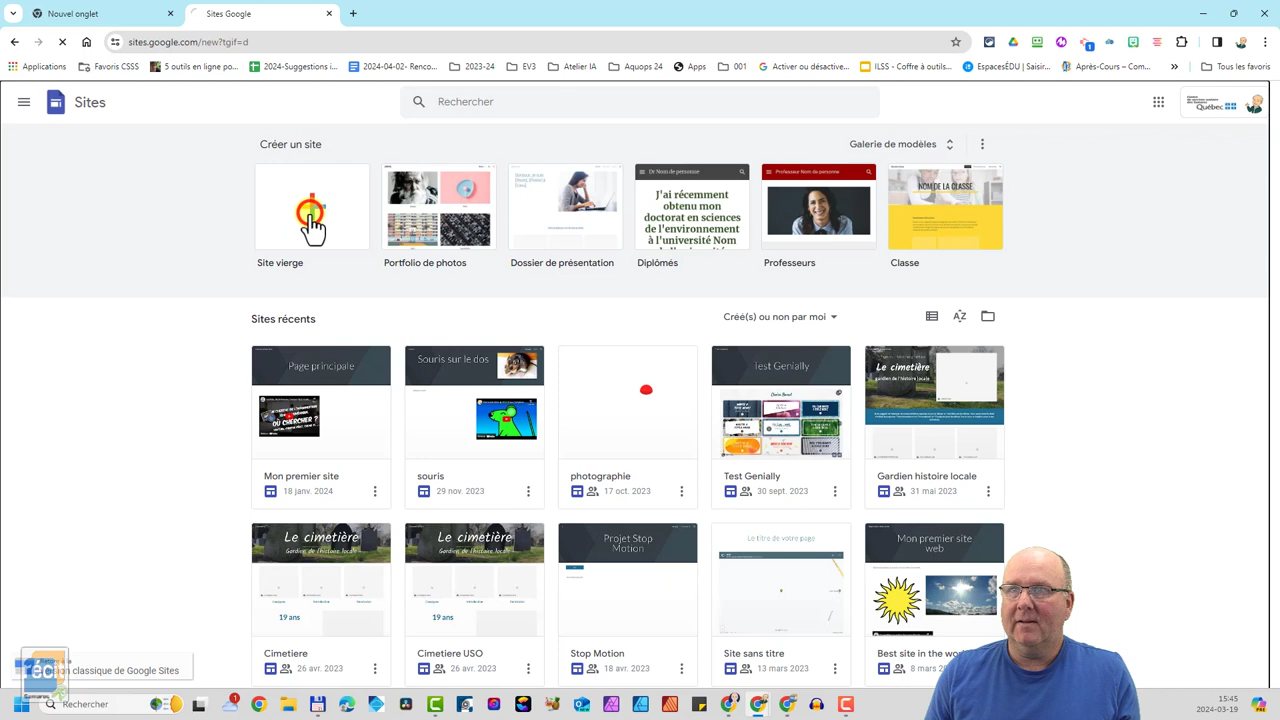 Nouvel onglet
Sites Google
sites.google.com/new?tgif=d
Applications
Favoris CSSS
5 outils en ligne po...
2024-Suggestions i...
2024-04-02- Renco...
2023-24
EV3
Atelier IA
Aquops 24
Apps
001
Activer ou désactive...
ILSS - Coffre à outils...
EspacesÉDU | Saisir...
Après-Cours – Com...
Tous les favoris
Sites
Rechercher
Québec
Créer un site
Galerie de modèles
Dr Nom de personne
J'ai récemment
obtenu mon
doctorat en sciences
de l'environnement
à l'université Nom
Professeur Nom de personne
NOM DE LA CLASSE
Site vierge
Portfolio de photos
Dossier de présentation
Diplômés
Professeurs
Classe
Sites récents
Créé(s) ou non par moi
Page principale
Souris sur le dos
Test Genially
Le cimetière
gardien de l'histoire locale
Mon premier site
18 janv. 2024
souris
29 nov. 2023
photographie
17 oct. 2023
Test Genially
30 sept. 2023
Gardien histoire locale
31 mai 2023
Le cimetière
Gardien de l'histoire locale
19 ans
Le cimetière
Gardien de l'histoire locale
19 ans
Projet Stop
Motion
Le titre de votre page
Mon premier site
web
Cimetiere
26 avr. 2023
Cimetiere USO
26 avr. 2023
Stop Motion
18 avr. 2023
Site sans titre
13 mars 2023
Best site in the wo
8 mars 20
on classique de Google Sites
Rechercher
15:45
2024-03-19